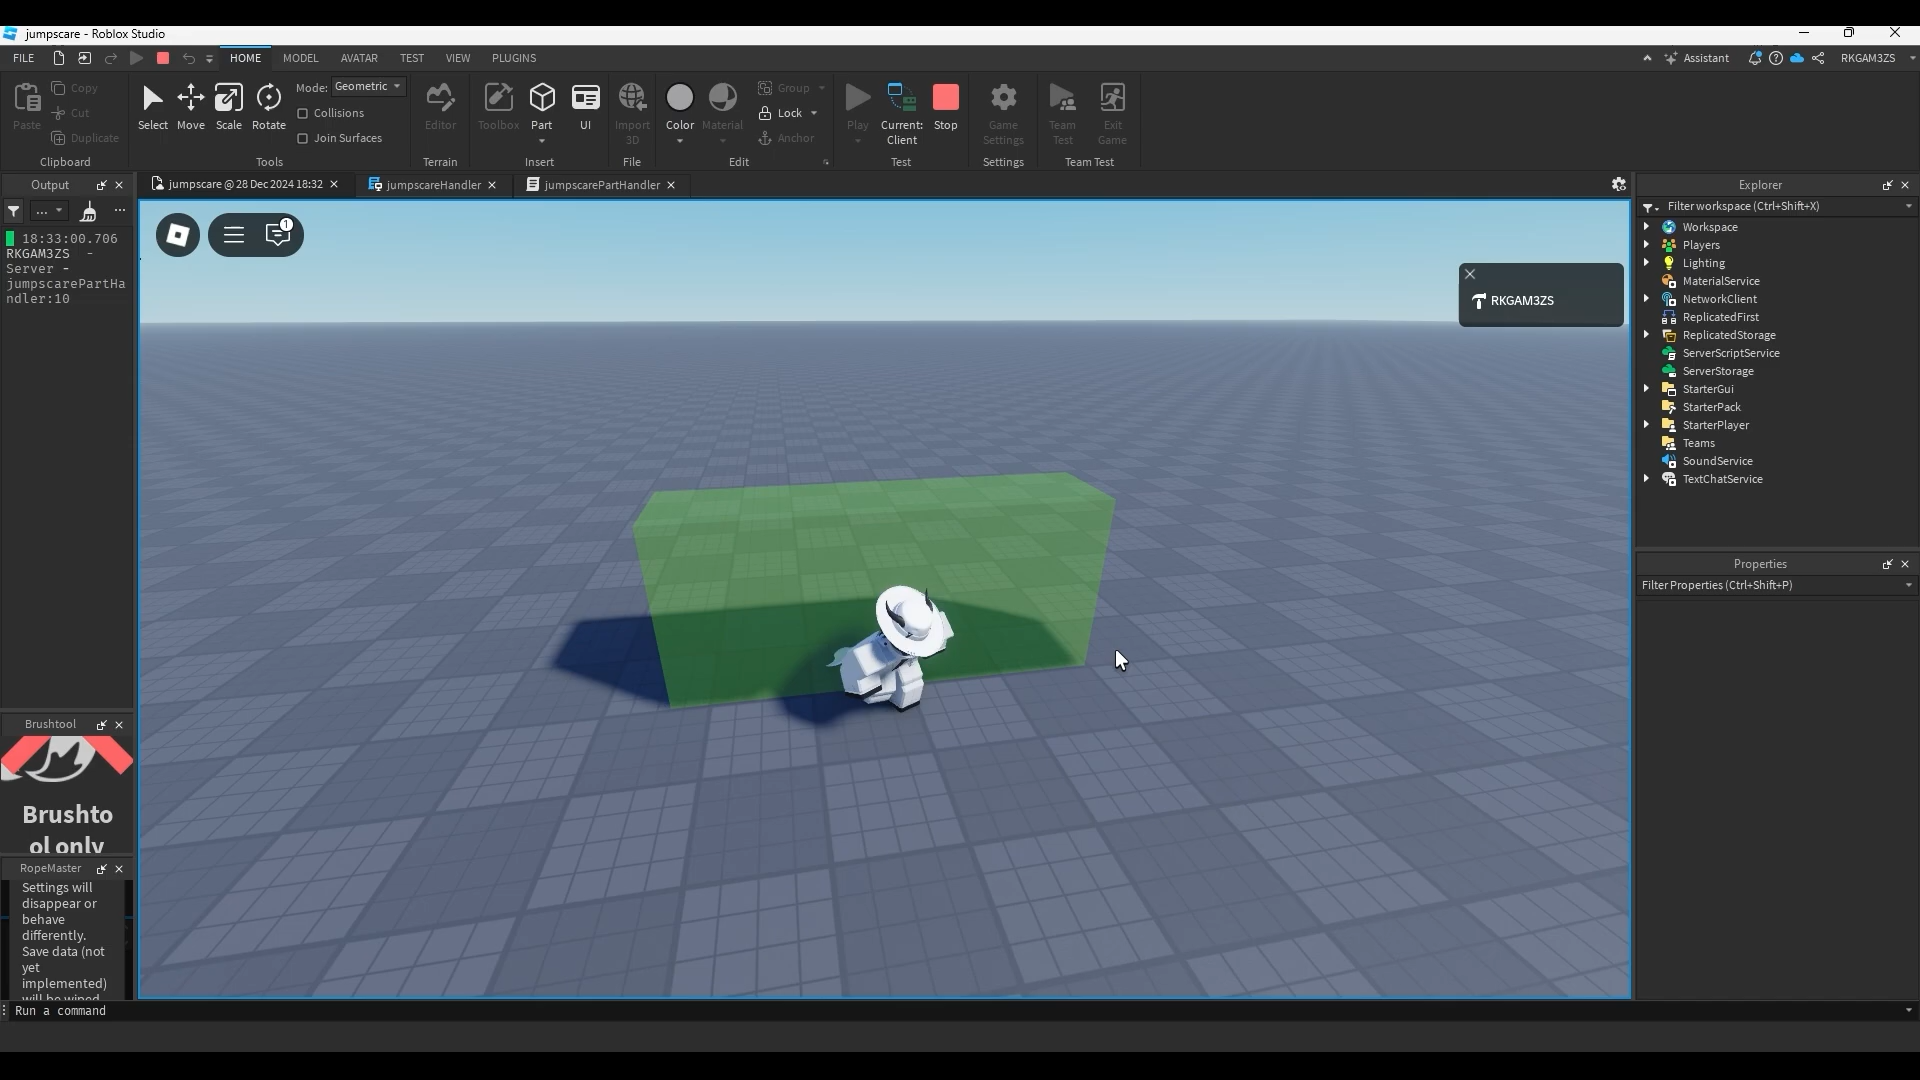 jumpscare - Roblox Studio
FILE HOME MODEL AVATAR TEST VIEW PLUGINS Assistant RKGAM3ZS
Paste
Copy
Cut
Duplicate
Clipboard
Select Move Scale Rotate
Mode: Geometric
Collisions
Join Surfaces
Tools
Editor
Terrain
Toolbox Part UI
Insert
Import
3D
File
Color Material
Group
Lock
Anchor
Edit
Play
Current:
Client
Stop
Test
Game
Settings
Settings
Team
Test
Exit
Game
Team Test
Output
jumpscare @ 28 Dec 2024 18:32
jumpscareHandler
jumpscarePartHandler
...
18:33:00.706
RKGAM3ZS -
Server -
jumpscarePartHa
ndler:10
Brushtool
Brushto
ol only
RopeMaster
Settings will
disappear or
behave
differently.
Save data (not
yet
implemented)
will be wiped
1
RKGAM3ZS
Explorer
Filter workspace (Ctrl+Shift+X)
Workspace
Players
Lighting
MaterialService
NetworkClient
ReplicatedFirst
ReplicatedStorage
ServerScriptService
ServerStorage
StarterGui
StarterPack
StarterPlayer
Teams
SoundService
TextChatService
Properties
Filter Properties (Ctrl+Shift+P)
Run a command